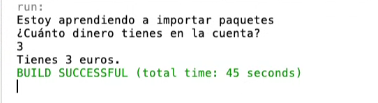 run:
Estoy aprendiendo a importar paquetes
¿Cuánto dinero tienes en la cuenta?
3
Tienes 3 euros.
BUILD SUCCESSFUL (total time: 45 seconds)